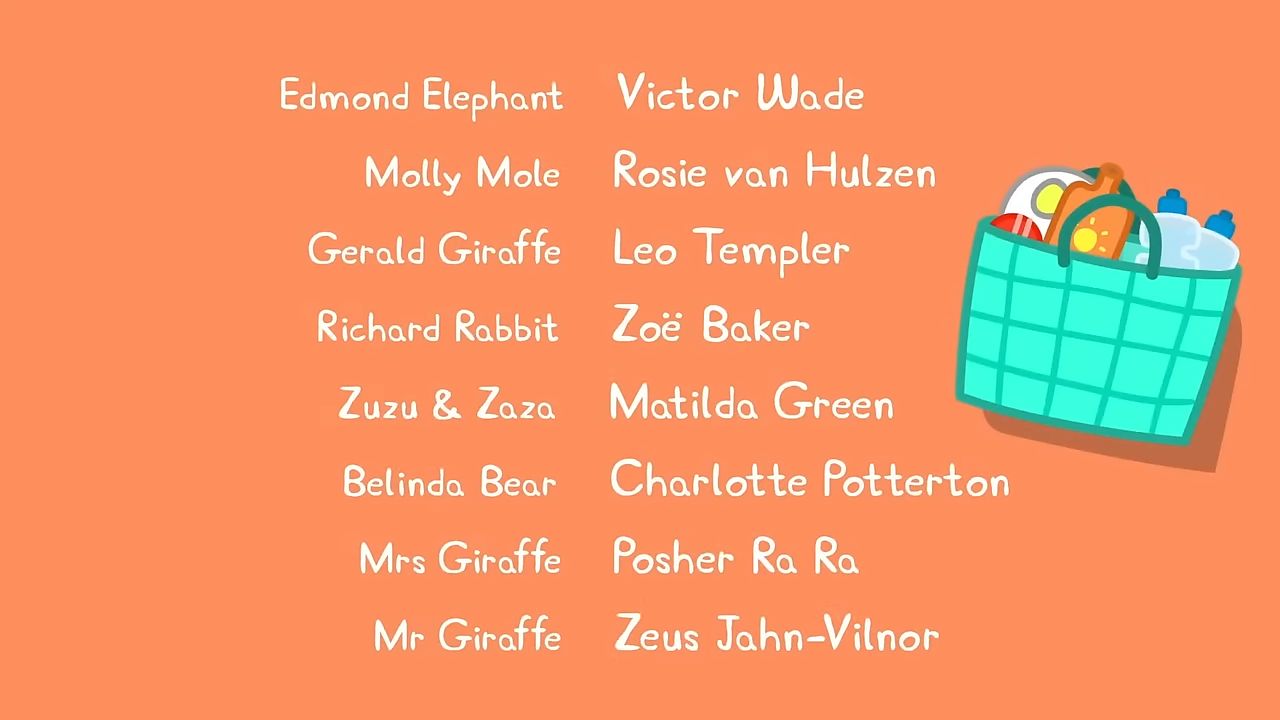 Edmond Elephant Victor Wade
Molly Mole Rosie van Hulzen
Gerald Giraffe Leo Templer
Richard Rabbit Zoë Baker
Zuzu & Zaza Matilda Green
Belinda Bear Charlotte Potterton
Mrs Giraffe Posher Ra Ra
Mr Giraffe Zeus Jahn-Vilnor